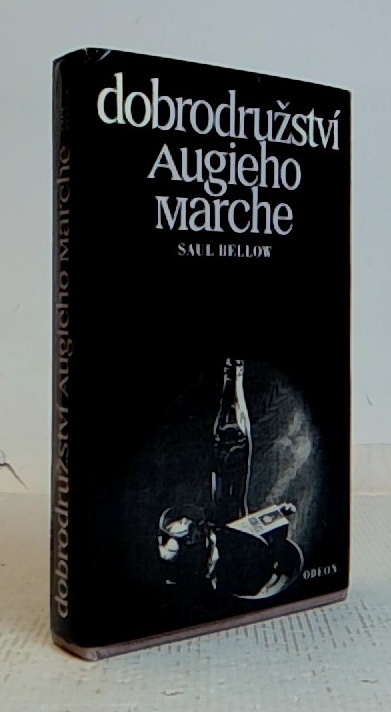 dobrodružství
Augieho
Marche
SAUL BELLOW
ODEON
dobrodružství Augieho Marche